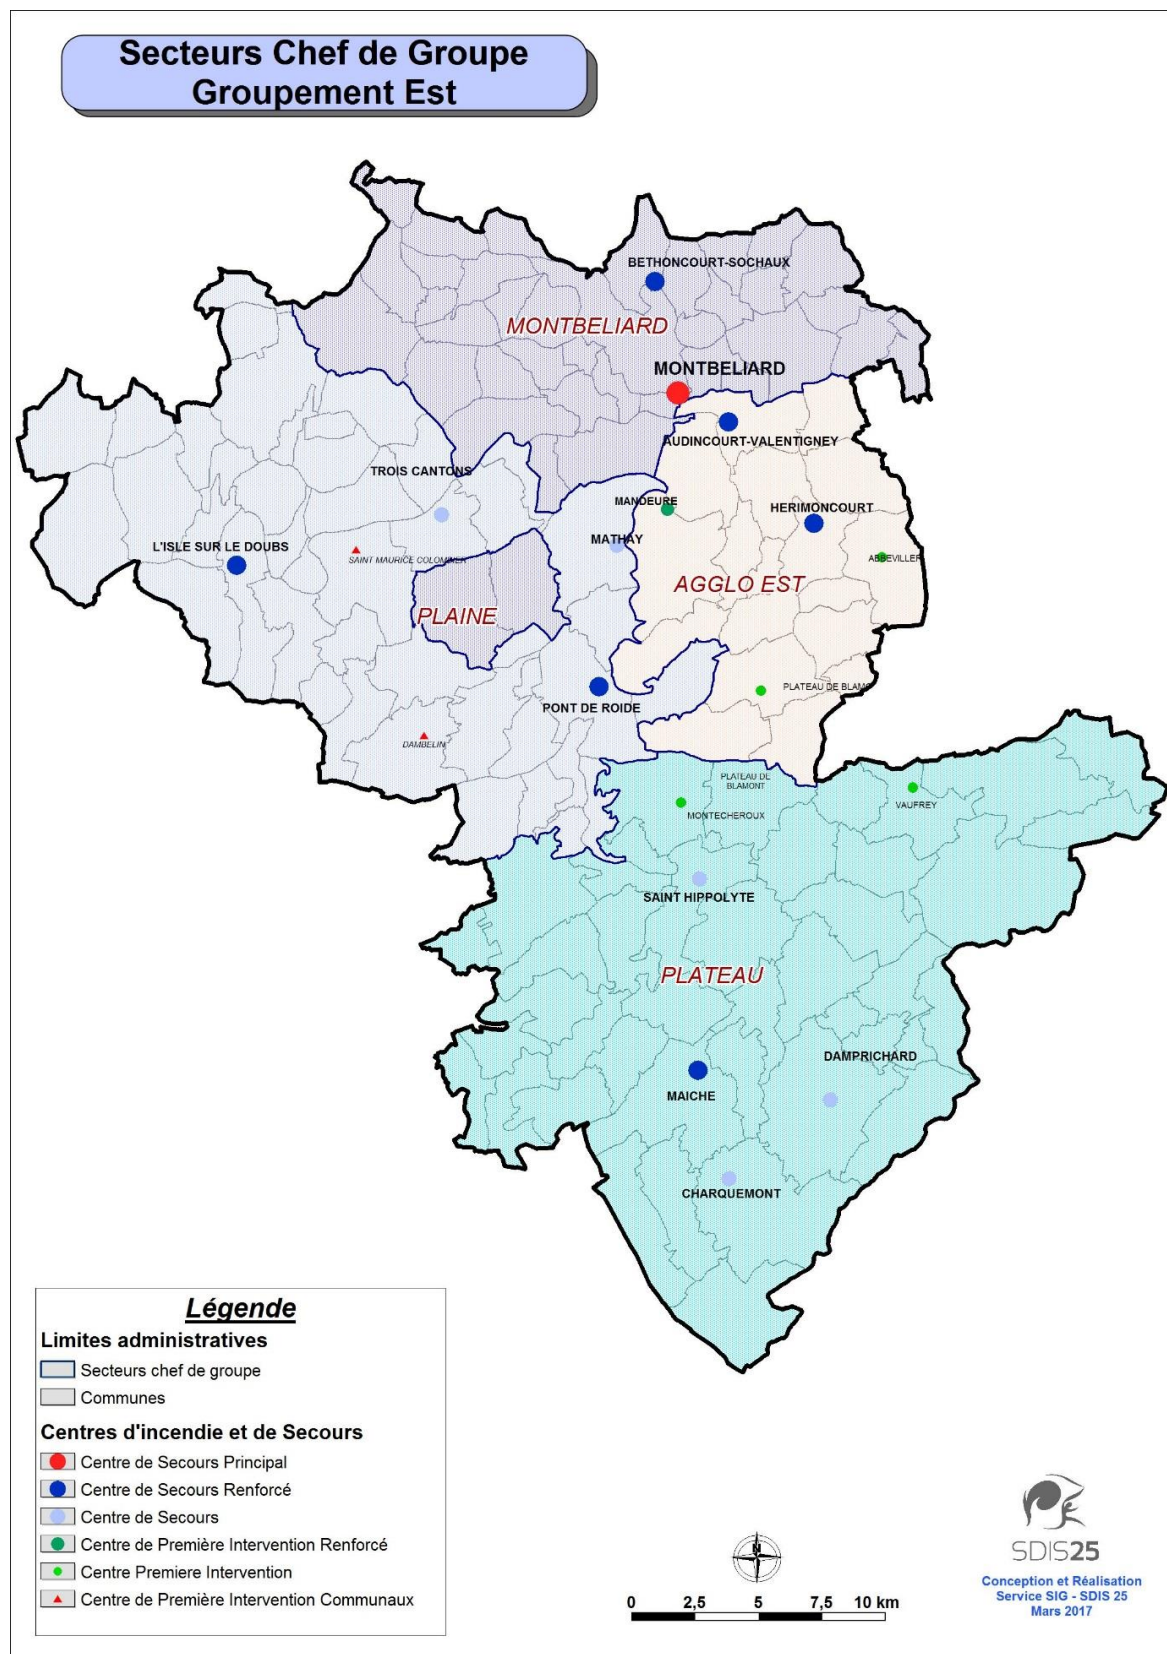 Secteurs Chef de Groupe
Groupement Est
BETHONCOURT-SOCHAUX
MONTBELIARD
MONTBELIARD
AUDINCOURT-VALENTIGNEY
TROIS CANTONS
MANDEURE
HERIMONCOURT
MATHAY
L'ISLE SUR LE DOUBS
SAINT MAURICE COLOMBIER
ABBEVILLER
AGGLO EST
PLAINE
PLATEAU DE BLAMO
PONT DE ROIDE
DAMBELIN
PLATEAU DE
BLAMONT
VAUFREY
MONTECHEROUX
SAINT HIPPOLYTE
PLATEAU
DAMPRICHARD
MAICHE
CHARQUEMONT
Légende
Limites administratives
Secteurs chef de groupe
Communes
Centres d'incendie et de Secours
Centre de Secours Principal
Centre de Secours Renforcé
Centre de Secours
Centre de Première Intervention Renforcé
Centre Premiere Intervention
Centre de Première Intervention Communaux
N
0 2,5 5 7,5 10 km
SDIS25
Conception et Réalisation
Service SIG - SDIS 25
Mars 2017